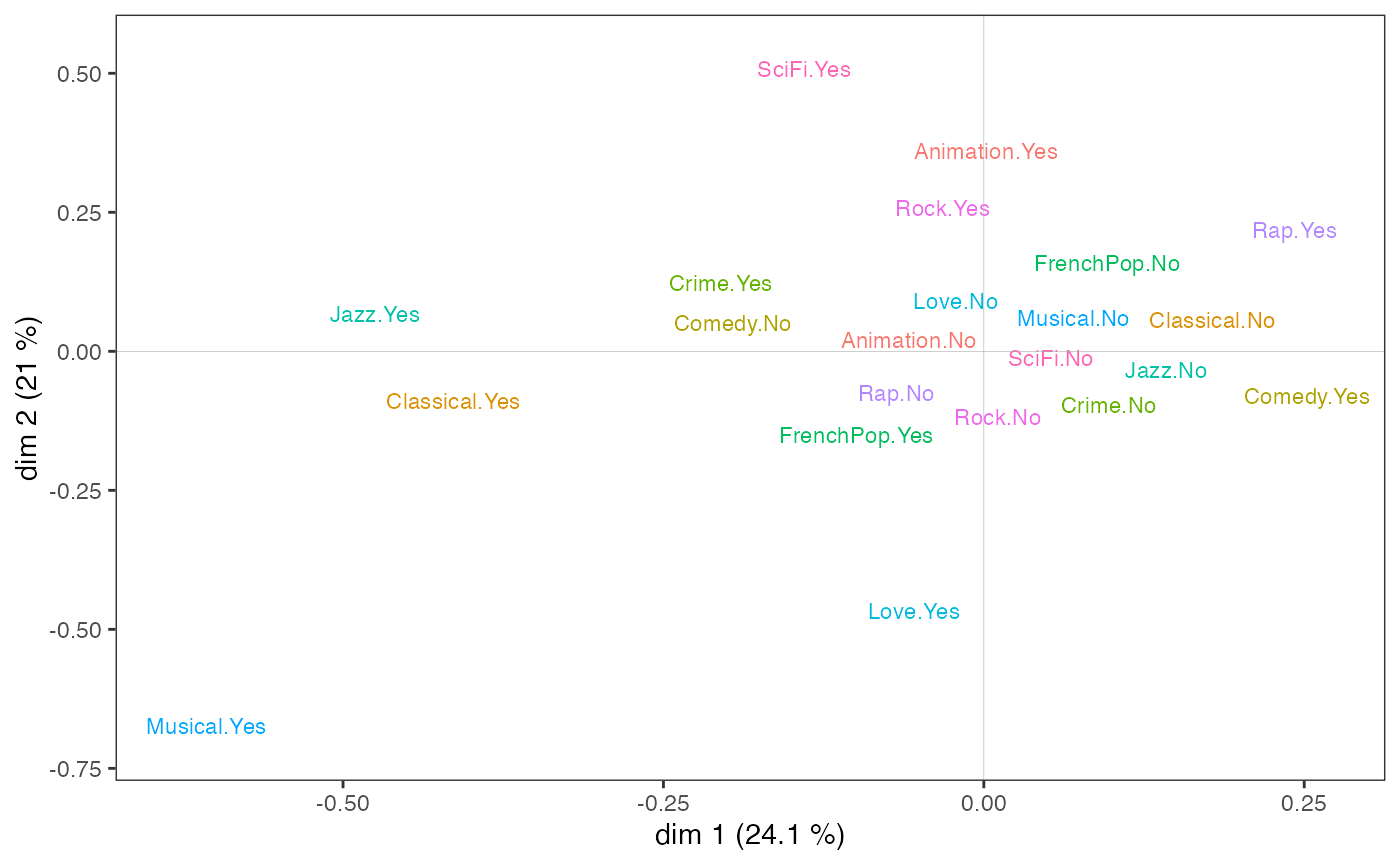 0.50
SciFi.Yes
Animation.Yes
0.25
Rock.Yes
Rap.Yes
FrenchPop.No
Crime.Yes
Love.No
Jazz.Yes
Comedy.No
Musical.No
Classical.No
Animation.No
0.00
SciFi.No
Jazz.No
Classical.Yes
Rap.No
Comedy.Yes
Crime.No
Rock.No
FrenchPop.Yes
dim 2 (21 %)
-0.25
Love.Yes
-0.50
Musical.Yes
-0.75
-0.50 -0.25 0.00 0.25
dim 1 (24.1 %)